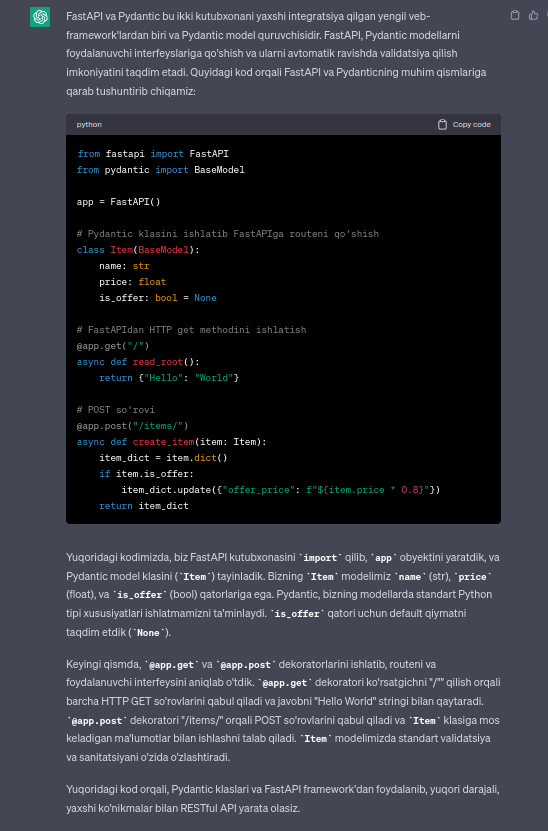 FastAPI va Pydantic bu ikki kutubxonani yaxshi integratsiya qilgan yengil veb-
framework'lardan biri va Pydantic model quruvchisidir. FastAPI, Pydantic modellarni
foydalanuvchi interfeyslariga qo'shish va ularni avtomatik ravishda validatsiya qilish
imkoniyatini taqdim etadi. Quyidagi kod orqali FastAPI va Pydanticning muhim qismlariga
qarab tushuntirib chiqamiz:
python
Copy code
from fastapi import FastAPI
from pydantic import BaseModel
app = FastAPI()
# Pydantic klasini ishlatib FastAPIga routeni qo'shish
class Item(BaseModel):
    name: str
    price: float
    is_offer: bool = None
# FastAPIdan HTTP get methodini ishlatish
@app.get("/")
async def read_root():
    return {"Hello": "World"}
# POST so'rovi
@app.post("/items/")
async def create_item(item: Item):
    item_dict = item.dict()
    if item.is_offer:
        item_dict.update({"offer_price": f"${item.price * 0.8}"})
    return item_dict
Yuqoridagi kodimizda, biz FastAPI kutubxonasini `import` qilib, `app` obyektini yaratdik, va
Pydantic model klasini (`Item`) tayinladik. Bizning `Item` modelimiz `name` (str), `price`
(float), va `is_offer` (bool) qatorlariga ega. Pydantic, bizning modellarda standart Python
tipi xususiyatlari ishlatmamizni ta'minlaydi. `is_offer` qatori uchun default qiymatni
taqdim etdik (`None`).
Keyingi qismda, `@app.get` va `@app.post` dekoratorlarini ishlatib, routeni va
foydalanuvchi interfeysini aniqlab o'tdik. `@app.get` dekoratori ko'rsatgichni "/"" qilish orqali
barcha HTTP GET so'rovlarini qabul qiladi va javobni "Hello World" stringi bilan qaytaradi.
`@app.post` dekoratori "/items/" orqali POST so'rovlarini qabul qiladi va `Item` klasiga mos
keladigan ma'lumotlar bilan ishlashni talab qiladi. `Item` modelimizda standart validatsiya
va sanitatsiyani o'zida o'zlashtiradi.
Yuqoridagi kod orqali, Pydantic klaslari va FastAPI framework'dan foydalanib, yuqori darajali,
yaxshi ko'nikmalar bilan RESTful API yarata olasiz.